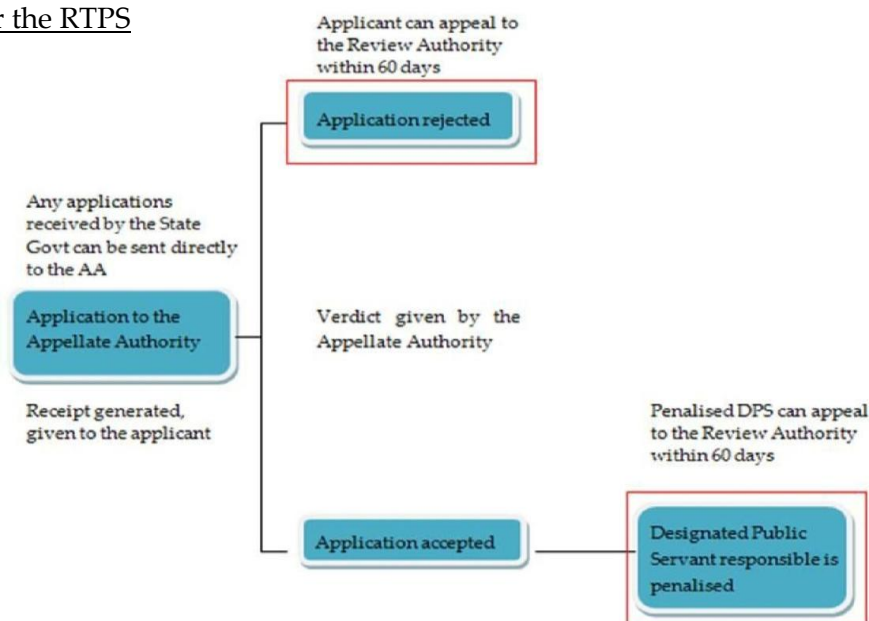 r the RTPS
Applicant can appeal to
the Review Authority
within 60 days
Application rejected
Any applications
received by the State
Govt can be sent directly
to the AA
Application to the
Appellate Authority
Receipt generated,
given to the applicant
Verdict given by the
Appellate Authority
Penalised DPS can appeal
to the Review Authority
within 60 days
Application accepted
Designated Public
Servant responsible is
penalised